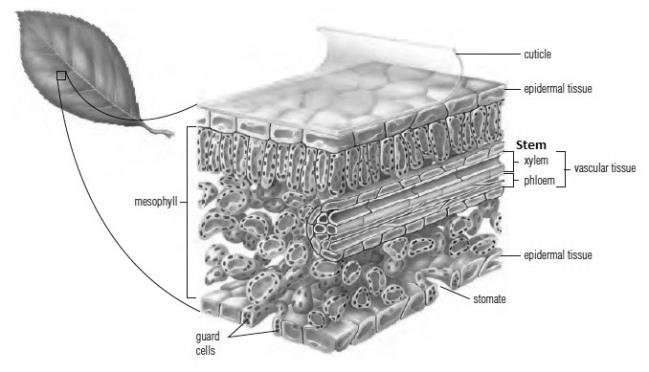 cuticle
epidermal tissue
Stem
xylem
vascular tissue
phloem
mesophyll
epidermal tissue
stomate
guard
cells